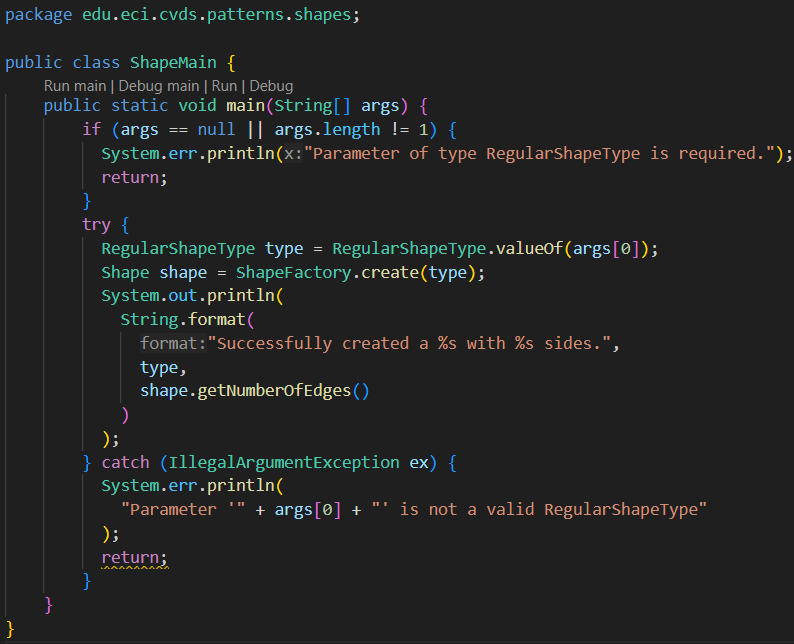 package edu.eci.cvds.patterns.shapes;

public class ShapeMain {
    Run main | Debug main | Run | Debug
    public static void main(String[] args) {
        if (args == null || args.length != 1) {
          System.err.println(x:"Parameter of type RegularShapeType is required.");
          return;
        }
        try {
          RegularShapeType type = RegularShapeType.valueOf(args[0]);
          Shape shape = ShapeFactory.create(type);
          System.out.println(
            String.format(
              format:"Successfully created a %s with %s sides.",
              type,
              shape.getNumberOfEdges()
            )
          );
        } catch (IllegalArgumentException ex) {
          System.err.println(
            "Parameter '" + args[0] + "' is not a valid RegularShapeType"
          );
          return;
        }
    }
}